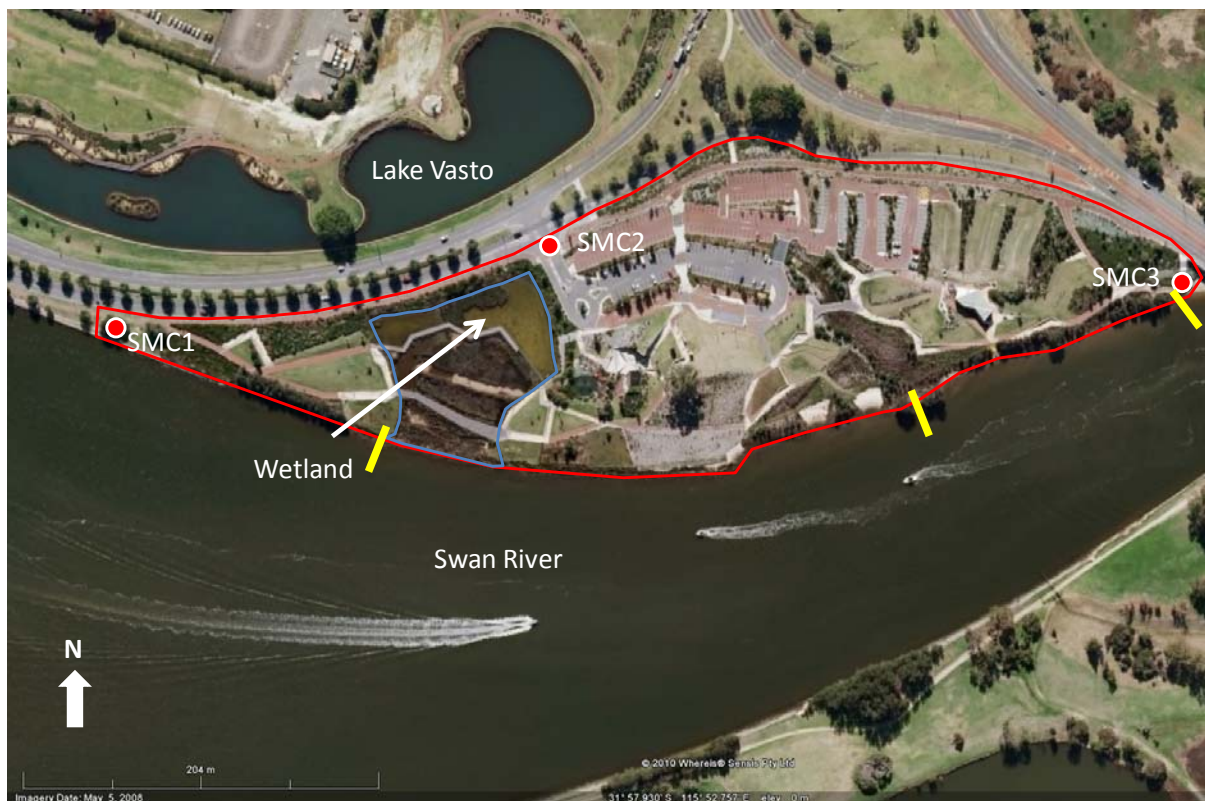 Lake Vasto
SMC2
SMC3
SMC1
Wetland
Swan River
N
204 m
© 2010 Whereis® Sensis Pty Ltd
Imagery Date: May 5, 2008
31° 57.930' S 115° 52.757' E elev 0 m